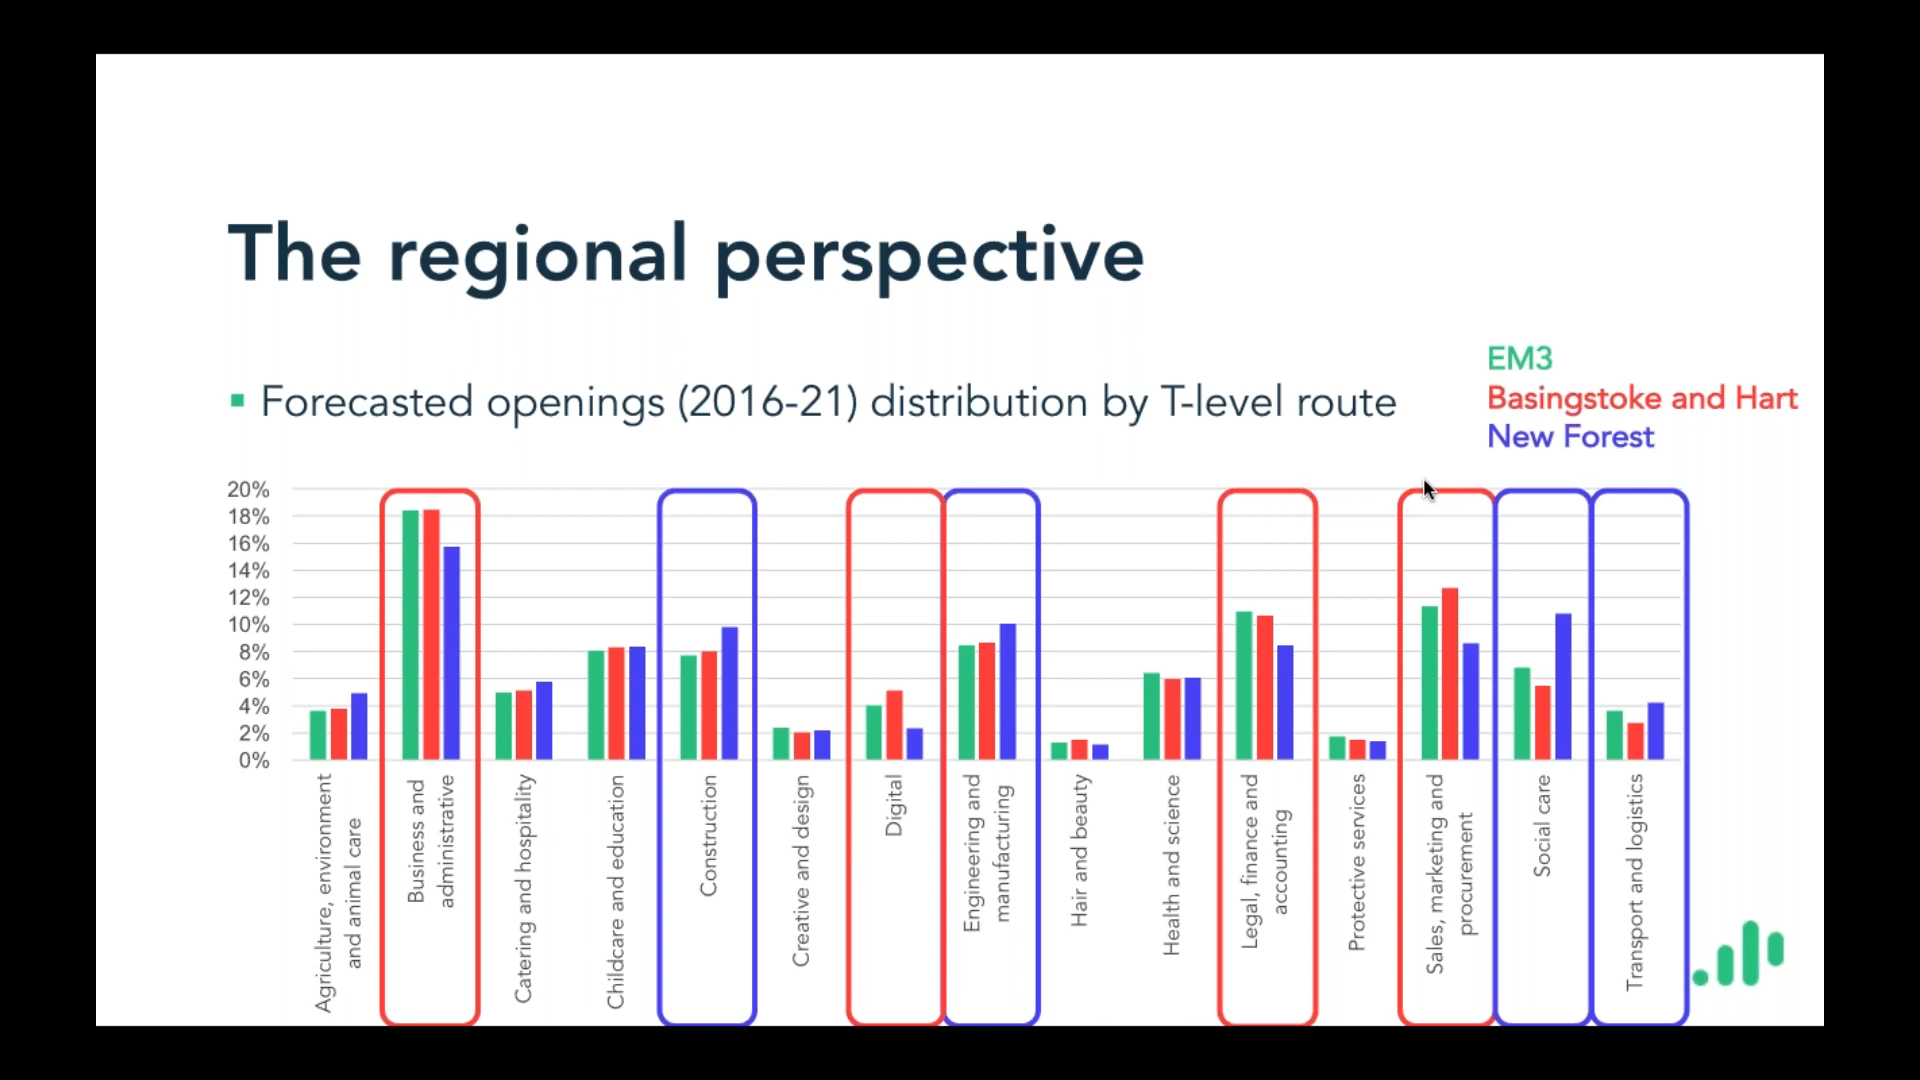 The regional perspective
EM3
Basingstoke and Hart
New Forest
▪ Forecasted openings (2016-21) distribution by T-level route
20%
18%
16%
14%
12%
10%
8%
6%
4%
2%
0%
Agriculture, environment
and animal care
Business and
administrative
Catering and hospitality
Childcare and education
Construction
Creative and design
Digital
Engineering and
manufacturing
Hair and beauty
Health and science
Legal, finance and
accounting
Protective services
Sales, marketing and
procurement
Social care
Transport and logistics